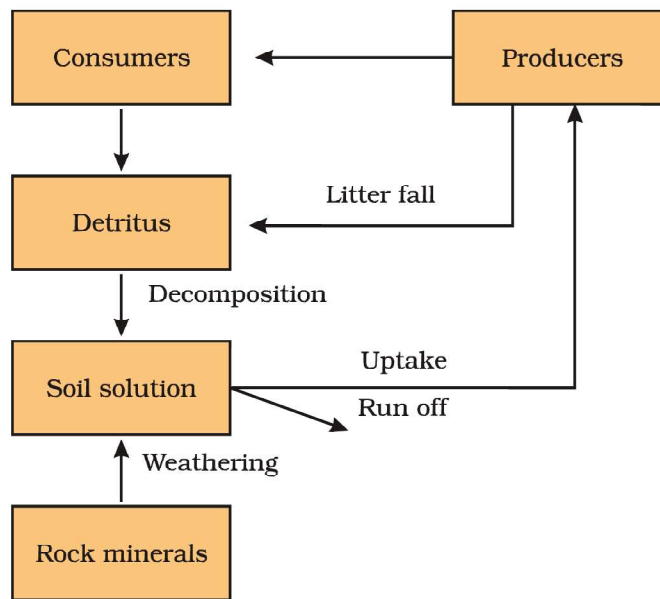 Consumers
Producers
Litter fall
Detritus
Decomposition
Uptake
Soil solution
Run off
Weathering
Rock minerals